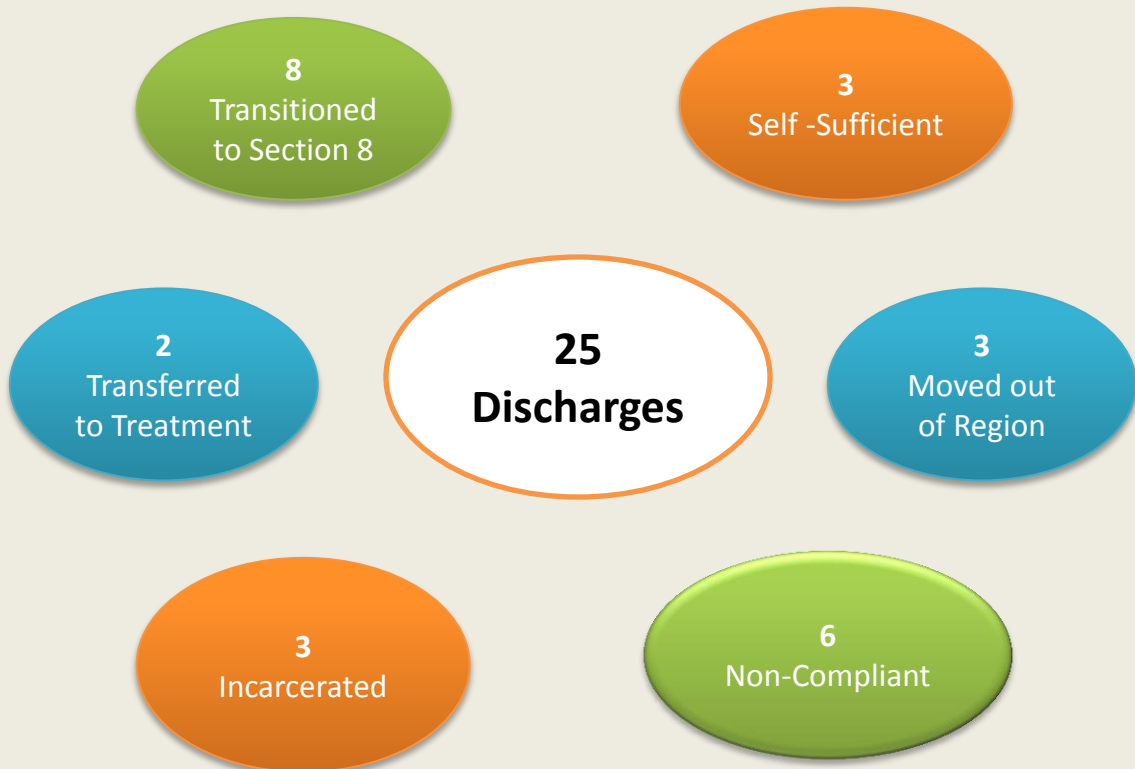 8
Transitioned
to Section 8
3
Self -Sufficient
2
Transferred
to Treatment
25
Discharges
3
Moved out
of Region
3
Incarcerated
6
Non-Compliant